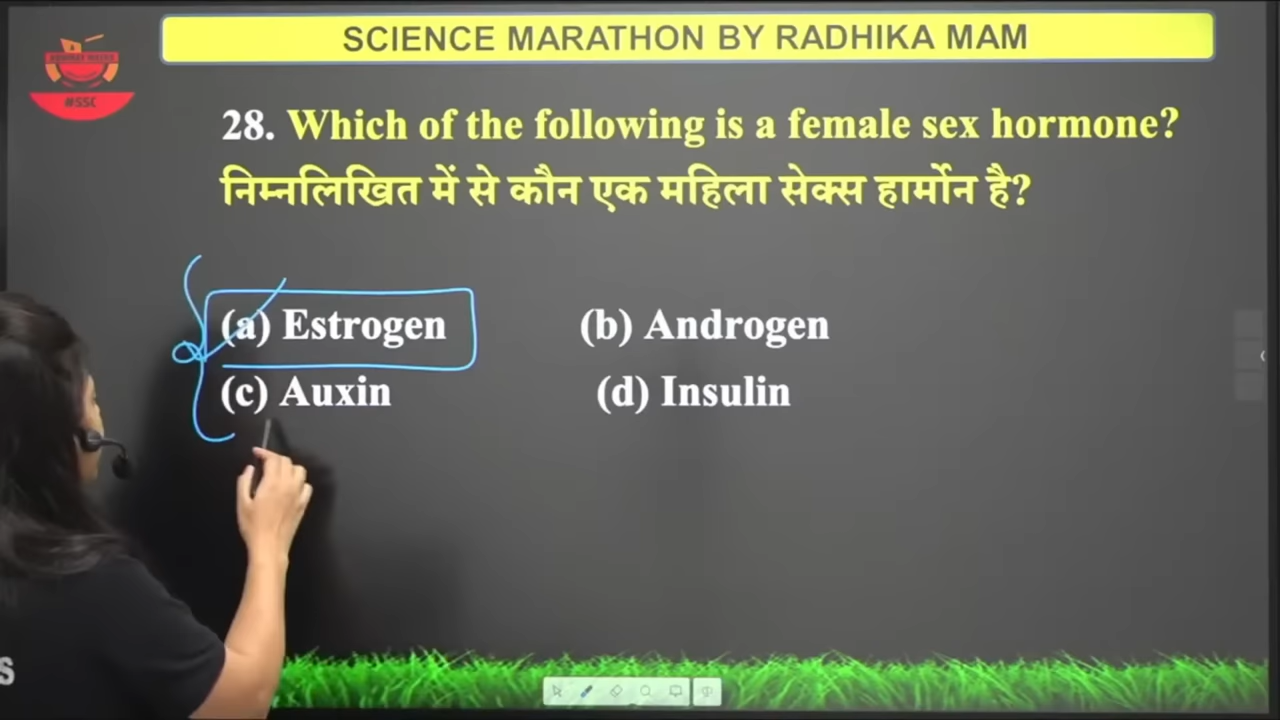 SCIENCE MARATHON BY RADHIKA MAM
#SSC
28. Which of the following is a female sex hormone?
निम्नलिखित में से कौन एक महिला सेक्स हार्मोन है?
(a) Estrogen (b) Androgen
(c) Auxin (d) Insulin
S